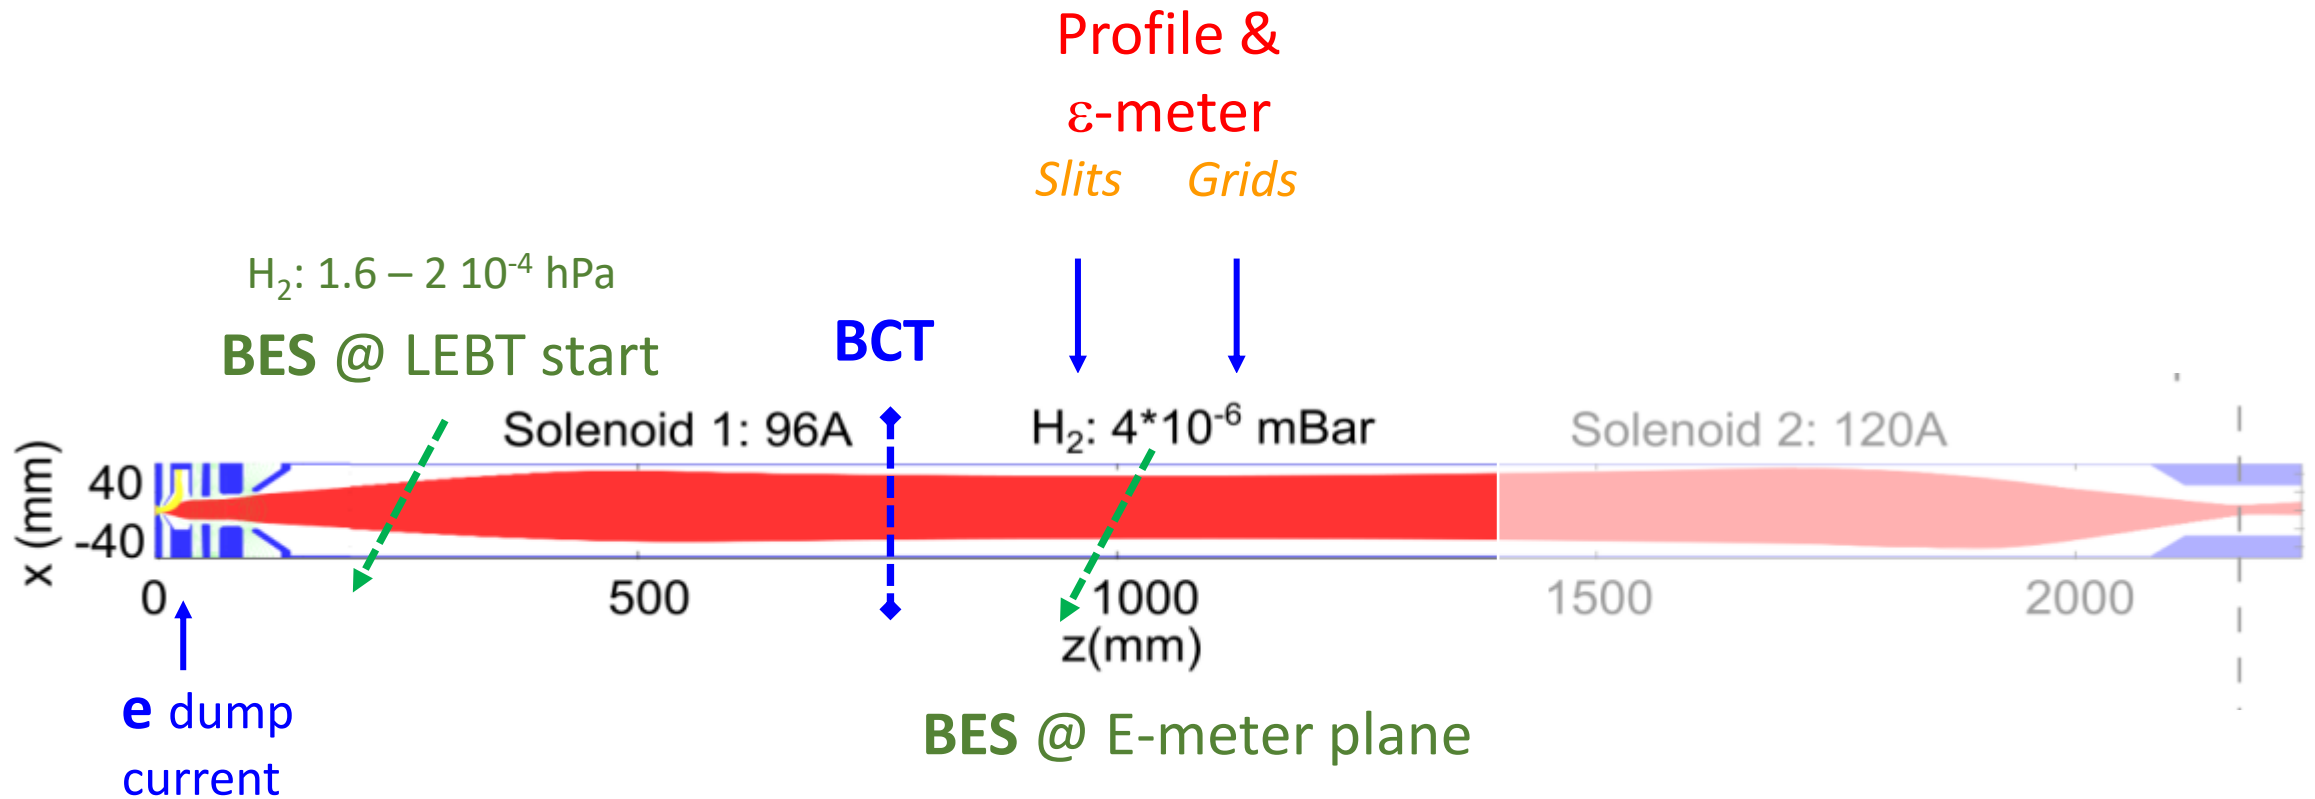 Profile &
ε-meter
Slits Grids
H₂: 1.6 – 2 10⁻⁴ hPa
BES @ LEBT start
BCT
Solenoid 1: 96A
H₂: 4*10⁻⁶ mBar
Solenoid 2: 120A
x (mm)
40
-40
0 500 1000 1500 2000
z(mm)
e dump
current
BES @ E-meter plane